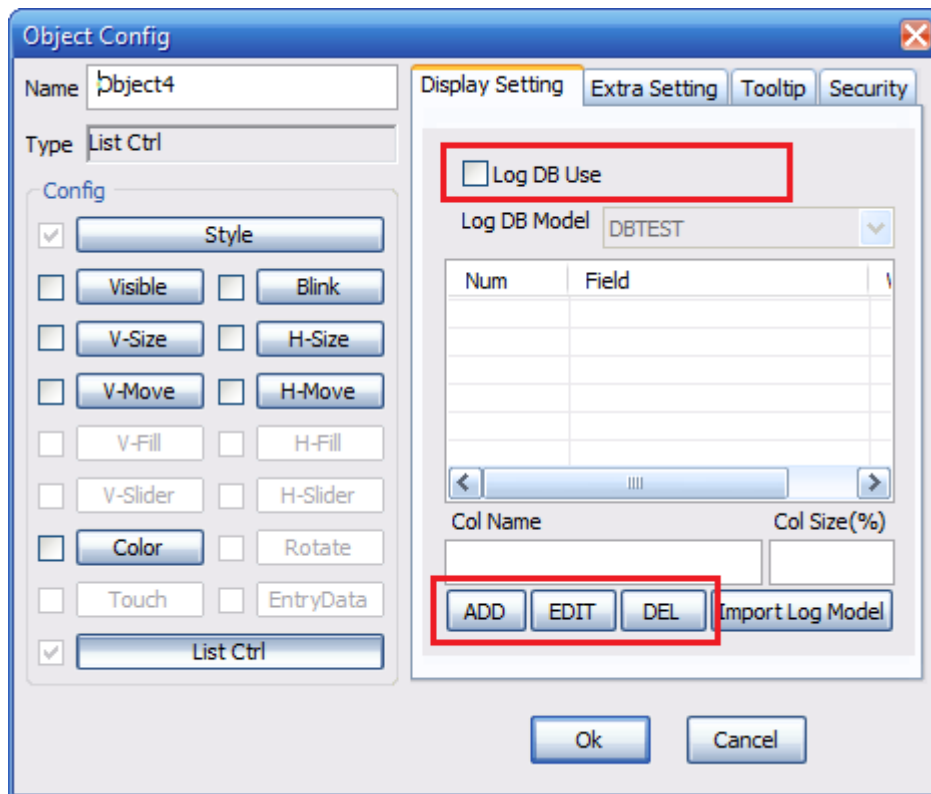 Object Config
Name Object4
Type List Ctrl
Config
Style
Visible Blink
V-Size H-Size
V-Move H-Move
V-Fill H-Fill
V-Slider H-Slider
Color Rotate
Touch EntryData
List Ctrl
Display Setting Extra Setting Tooltip Security
Log DB Use
Log DB Model DBTEST
Num Field
Col Name Col Size(%)
ADD EDIT DEL Import Log Model
Ok Cancel